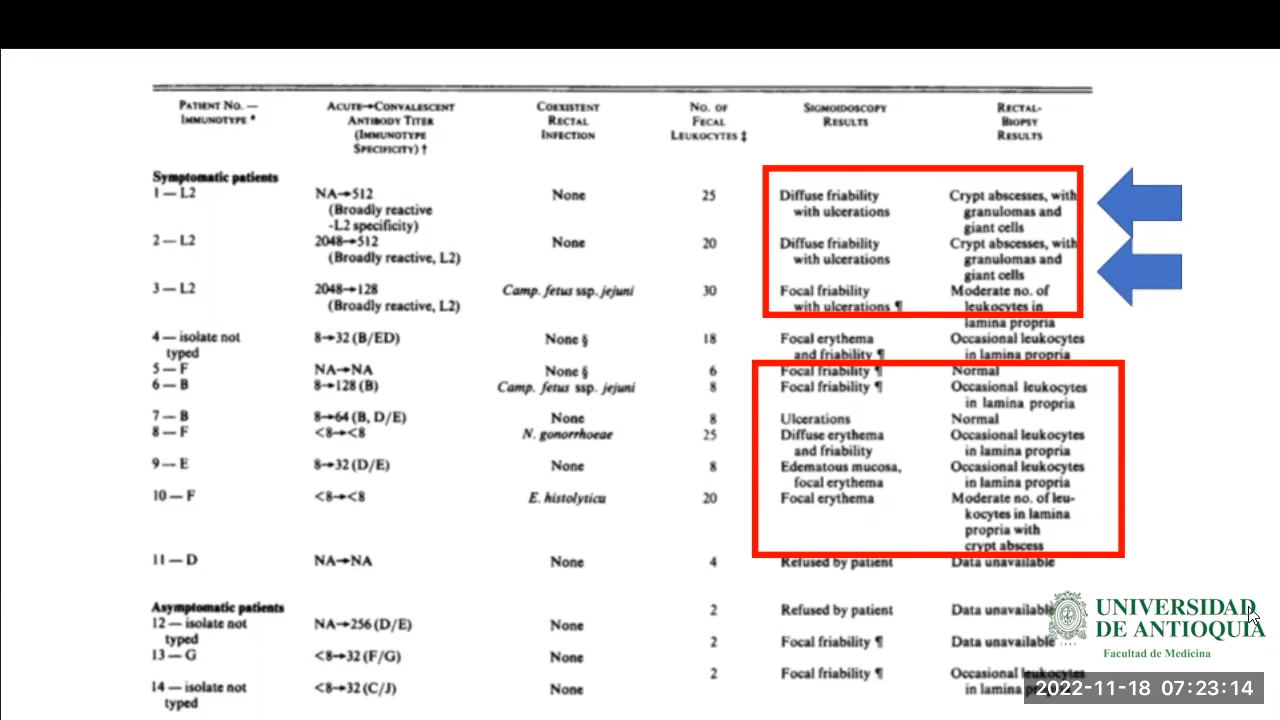 PATIENT NO. — IMMUNOTYPE * ACUTE→CONVALESCENT ANTIBODY TITER (IMMUNOTYPE SPECIFICITY) † COEXISTENT RECTAL INFECTION NO. OF FECAL LEUKOCYTES ‡ SIGMOIDOSCOPY RESULTS RECTAL-BIOPSY RESULTS
Symptomatic patients
1 — L2 NA→512 None 25 Diffuse friability Crypt abscesses, with
(Broadly reactive with ulcerations granulomas and
-L2 specificity) giant cells
2 — L2 2048→512 None 20 Diffuse friability Crypt abscesses, with
(Broadly reactive, L2) with ulcerations granulomas and
giant cells
3 — L2 2048→128 Camp. fetus ssp. jejuni 30 Focal friability Moderate no. of
(Broadly reactive, L2) with ulcerations ¶ leukocytes in
lamina propria
4 — isolate not 8→32 (B/ED) None § 18 Focal erythema Occasional leukocytes
typed and friability ¶ in lamina propria
5 — F NA→NA None § 6 Focal friability ¶ Normal
6 — B 8→128 (B) Camp. fetus ssp. jejuni 8 Focal friability ¶ Occasional leukocytes
in lamina propria
7 — B 8→64 (B, D/E) None 8 Ulcerations Normal
8 — F <8→<8 N. gonorrhoeae 25 Diffuse erythema Occasional leukocytes
and friability in lamina propria
9 — E 8→32 (D/E) None 8 Edematous mucosa, Occasional leukocytes
focal erythema in lamina propria
10 — F <8→<8 E. histolytica 20 Focal erythema Moderate no. of leu-
kocytes in lamina
propria with
crypt abscess
11 — D NA→NA None 4 Refused by patient Data unavailable
Asymptomatic patients 2 Refused by patient Data unavailable
12 — isolate not NA→256 (D/E) None
typed 2 Focal friability ¶ Data unavailable
13 — G <8→32 (F/G) None
2 Focal friability ¶ Occasional leukocytes
14 — isolate not <8→32 (C/J) None in lamina
typed
UNIVERSIDAD
DE ANTIOQUIA
Facultad de Medicina
2022-11-18 07:23:14